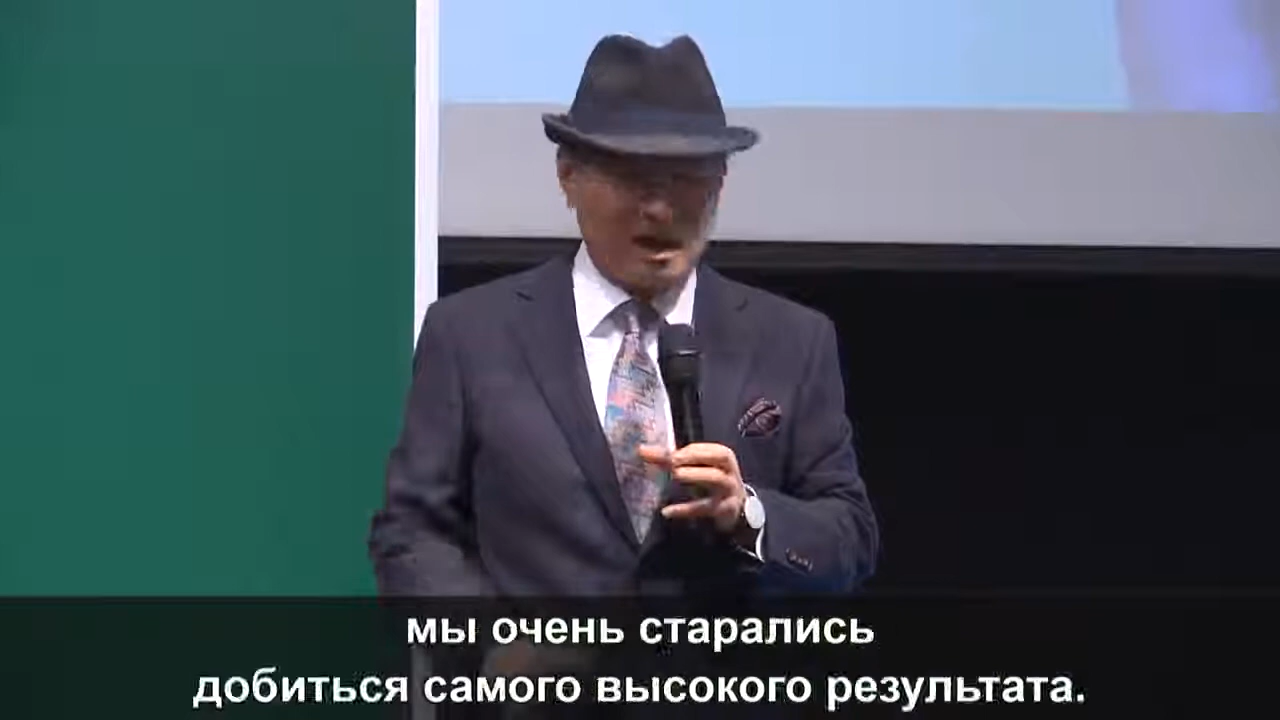 мы очень старались
добиться самого высокого результата.